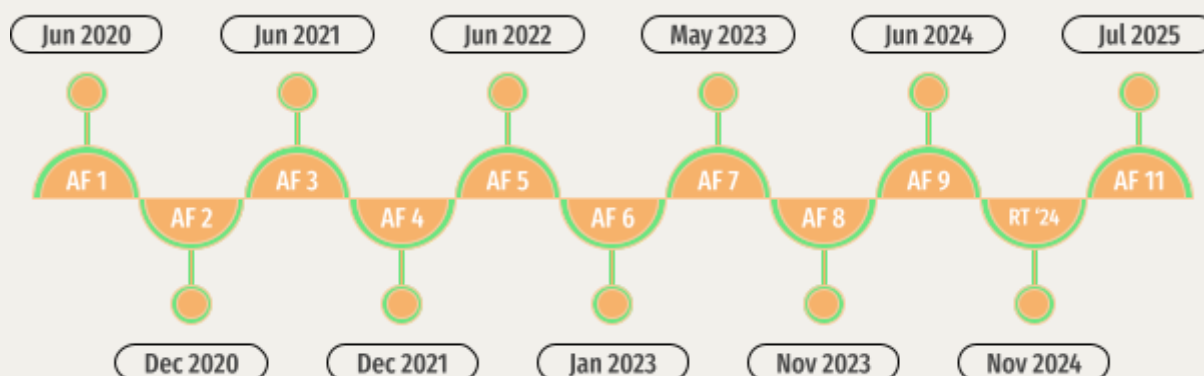 Jun 2020
Jun 2021
Jun 2022
May 2023
Jun 2024
Jul 2025
AF 1
AF 3
AF 5
AF 7
AF 9
AF 11
AF 2
AF 4
AF 6
AF 8
RT '24
Dec 2020
Dec 2021
Jan 2023
Nov 2023
Nov 2024